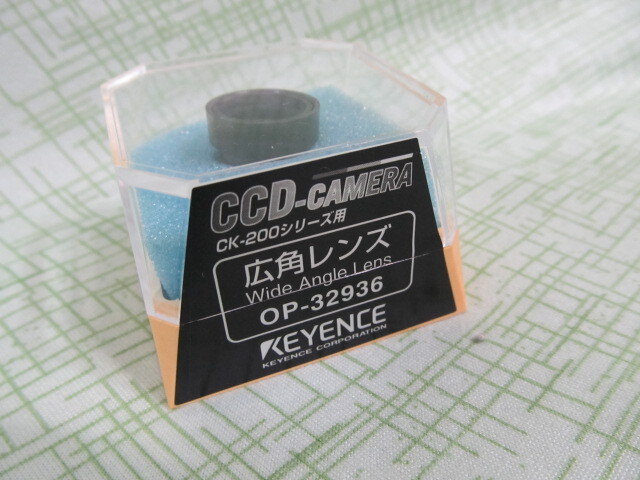 CCD-CAMERA
CK-200シリーズ用
広角レンズ
Wide Angle Lens
OP-32936
KEYENCE
KEYENCE CORPORATION